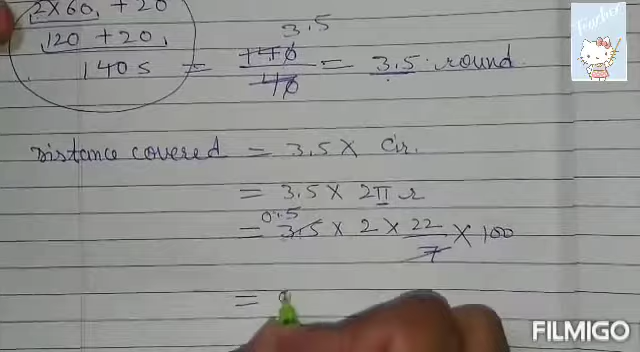 2×60 + 20
120 + 20
3.5
140 s = 140/40 = 3.5 round
Distance covered = 3.5 × Cir.
= 3.5 × 2π r
0.5
= 3.5 × 2 × 22/7 × 100
=
FILMIGO